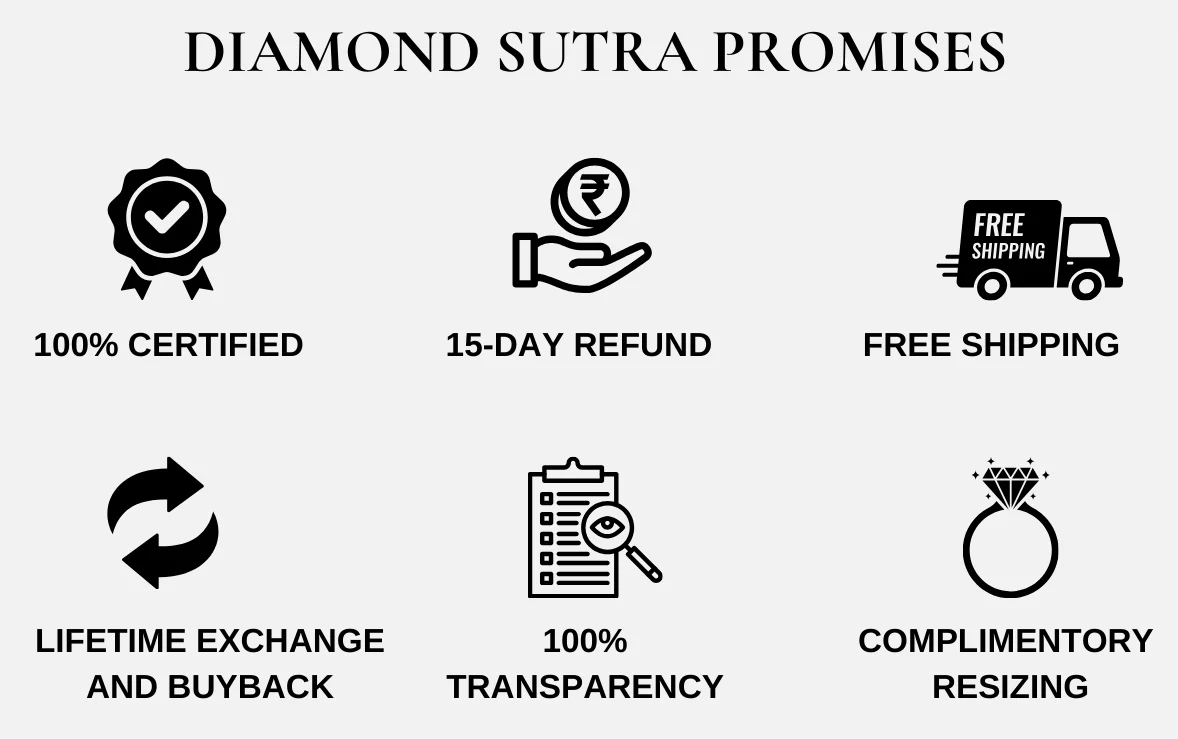 DIAMOND SUTRA PROMISES
₹
FREE
SHIPPING
100% CERTIFIED
15-DAY REFUND
FREE SHIPPING
LIFETIME EXCHANGE
AND BUYBACK
100%
TRANSPARENCY
COMPLIMENTORY
RESIZING